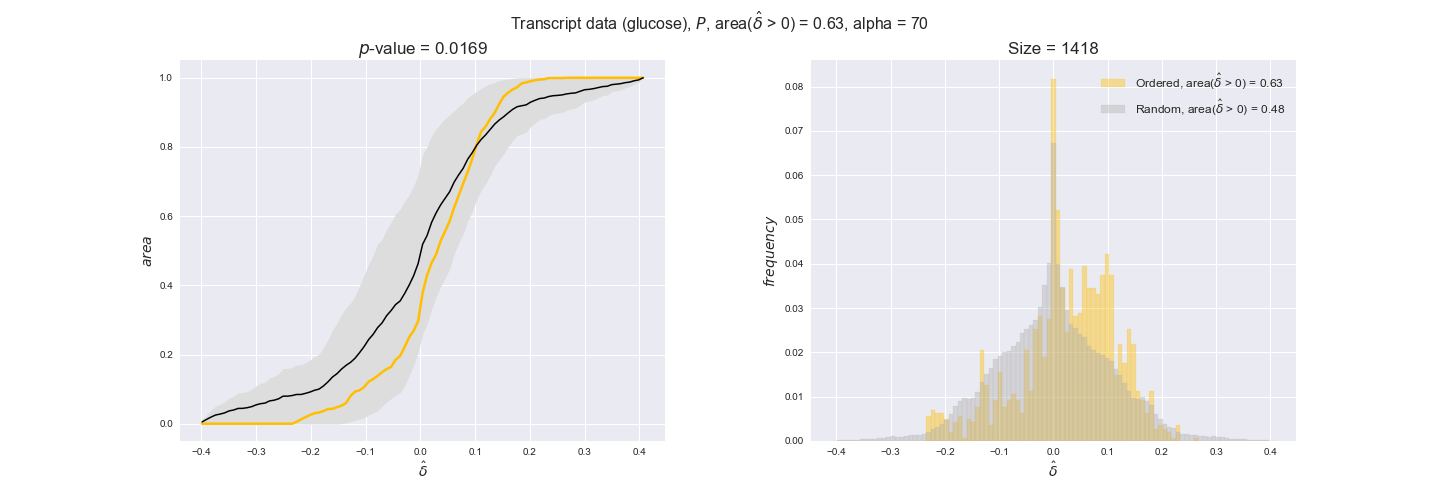 Transcript data (glucose), P, area(δ̂ > 0) = 0.63, alpha = 70
p-value = 0.0169
1.0
0.8
0.6
0.4
0.2
0.0
area
−0.4 −0.3 −0.2 −0.1 0.0 0.1 0.2 0.3 0.4
δ̂
Size = 1418
Ordered, area(δ̂ > 0) = 0.63
Random, area(δ̂ > 0) = 0.48
0.08
0.07
0.06
0.05
0.04
0.03
0.02
0.01
0.00
frequency
−0.4 −0.3 −0.2 −0.1 0.0 0.1 0.2 0.3 0.4
δ̂